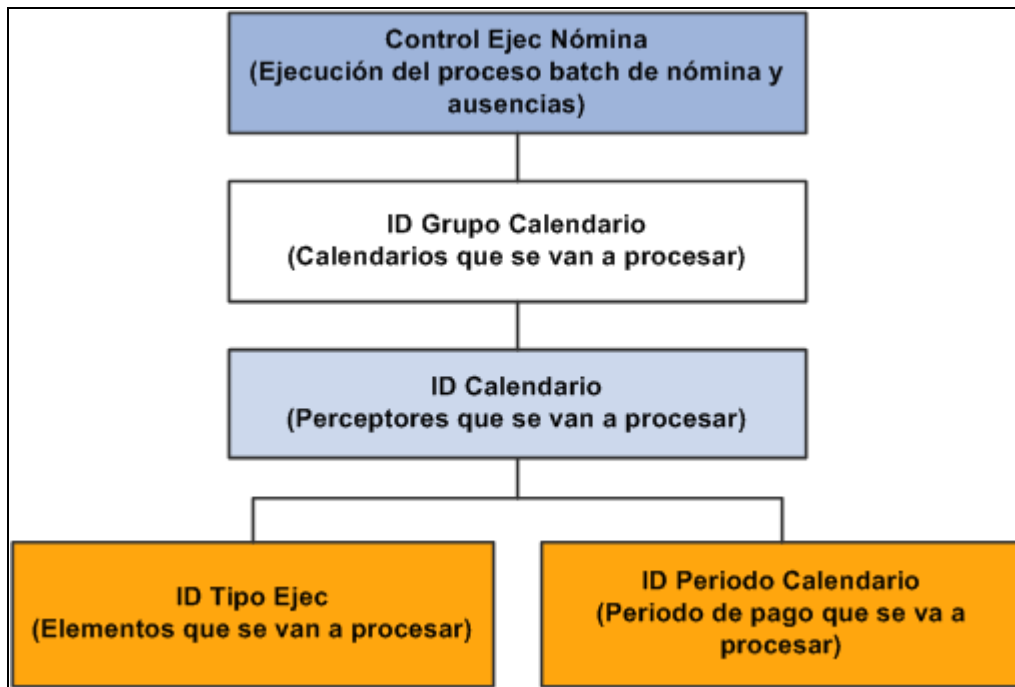 Control Ejec Nómina
(Ejecución del proceso batch de nómina y
ausencias)
ID Grupo Calendario
(Calendarios que se van a procesar)
ID Calendario
(Perceptores que se van a procesar)
ID Tipo Ejec
(Elementos que se van a procesar)
ID Periodo Calendario
(Periodo de pago que se va a
procesar)